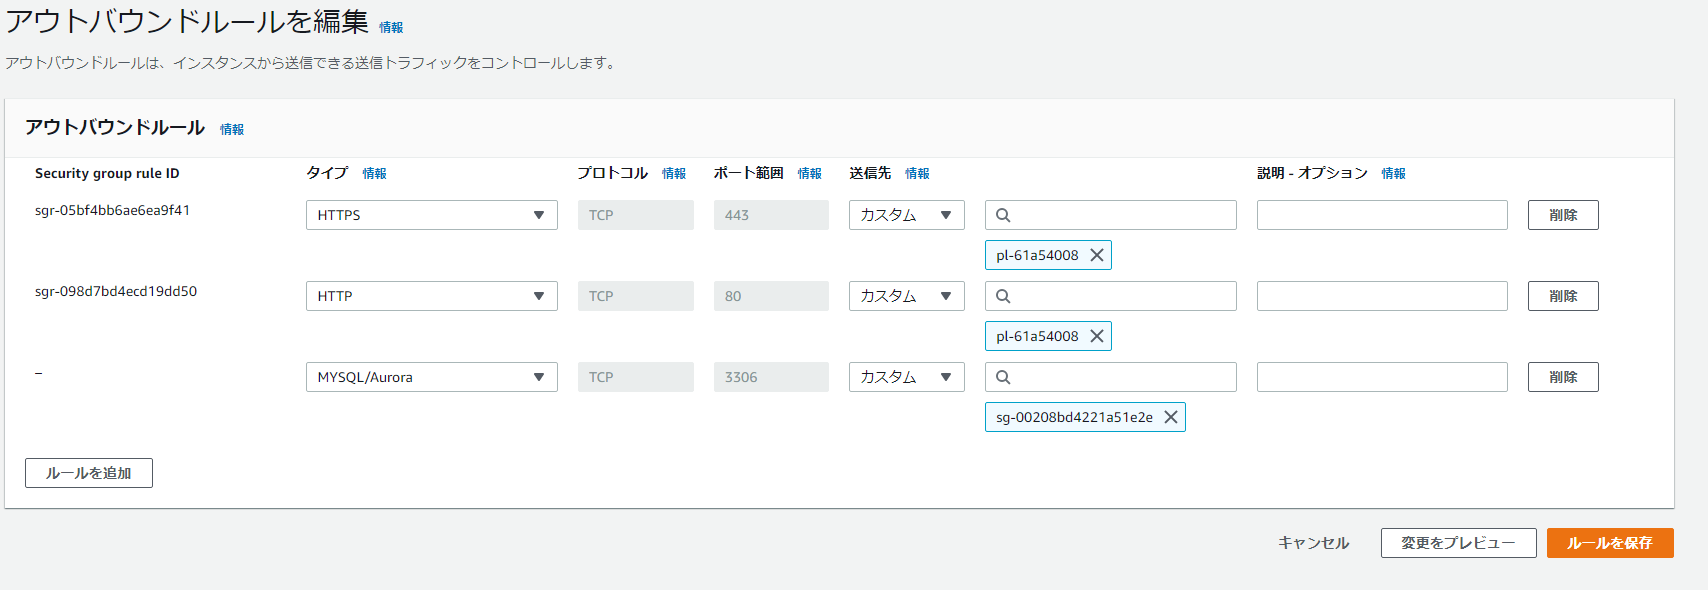 アウトバウンドルールを編集 情報
アウトバウンドルールは、インスタンスから送信できる送信トラフィックをコントロールします。
アウトバウンドルール 情報
Security group rule ID タイプ 情報 プロトコル 情報 ポート範囲 情報 送信先 情報 説明 - オプション 情報
sgr-05bf4bb6ae6ea9f41 HTTPS TCP 443 カスタム 削除
pl-61a54008
sgr-098d7bd4ecd19dd50 HTTP TCP 80 カスタム 削除
pl-61a54008
– MYSQL/Aurora TCP 3306 カスタム 削除
sg-00208bd4221a51e2e
ルールを追加
キャンセル 変更をプレビュー ルールを保存